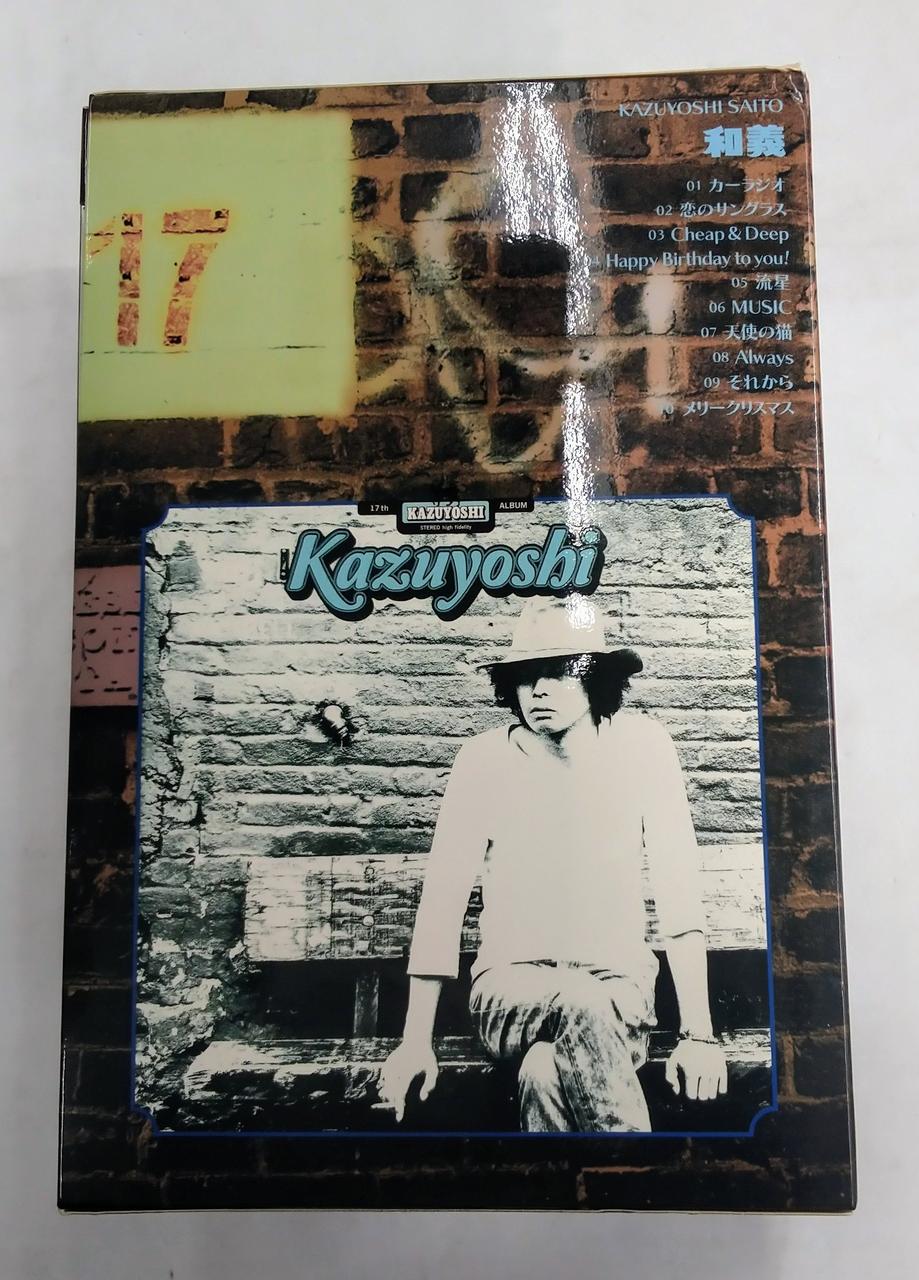 KAZUYOSHI SAITO
和義
01 カーラジオ
02 恋のサングラス
03 Cheap & Deep
04 Happy Birthday to you!
05 流星
06 MUSIC
07 天使の猫
08 Always
09 それから
10 メリークリスマス
17
17th KAZUYOSHI ALBUM
STEREO high fidelity
Kazuyoshi